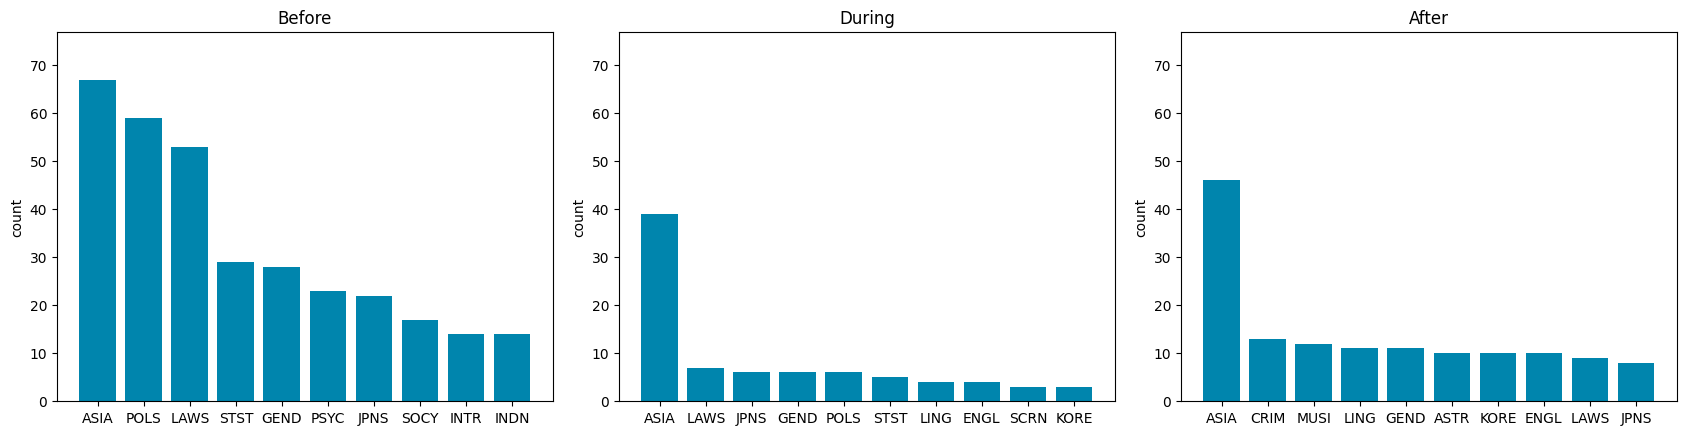 Before
During
After
count
70
60
50
40
30
20
10
0
ASIA POLS LAWS STST GEND PSYC JPNS SOCY INTR INDN
count
70
60
50
40
30
20
10
0
ASIA LAWS JPNS GEND POLS STST LING ENGL SCRN KORE
count
70
60
50
40
30
20
10
0
ASIA CRIM MUSI LING GEND ASTR KORE ENGL LAWS JPNS